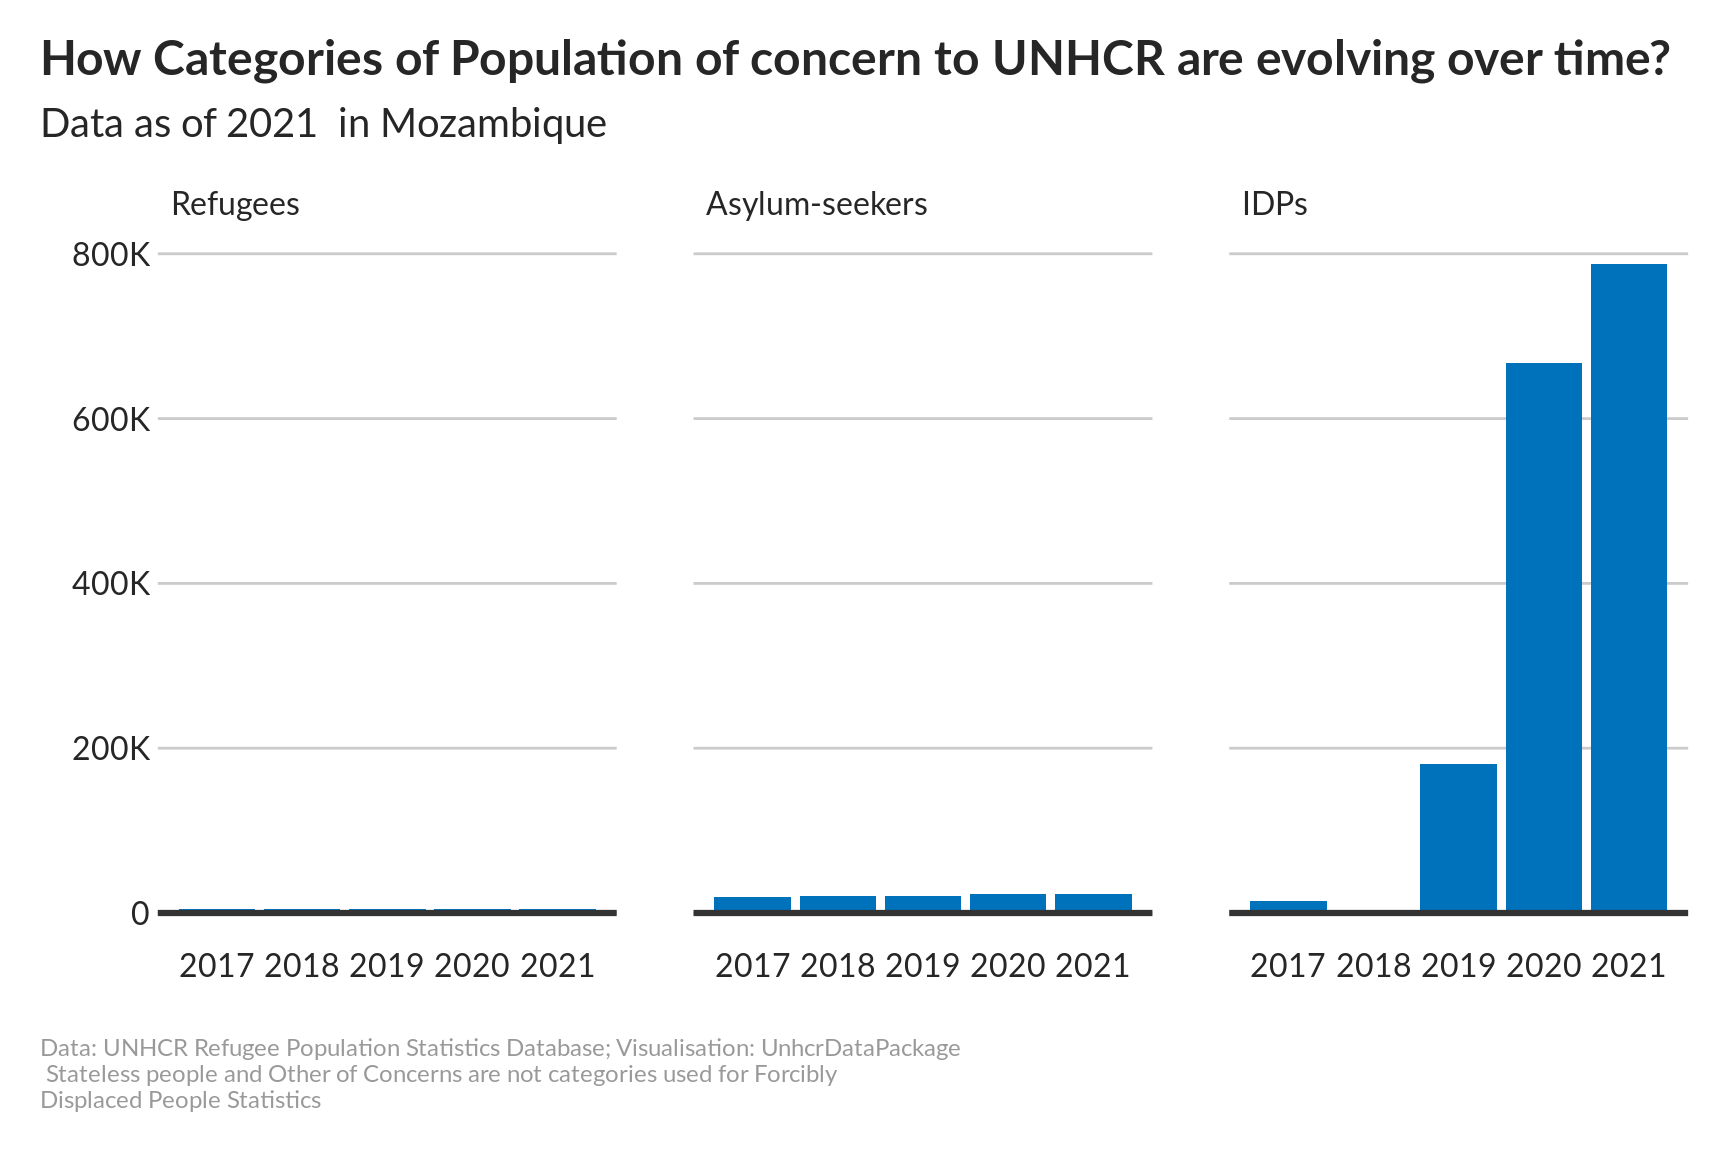 How Categories of Population of concern to UNHCR are evolving over time?
Data as of 2021  in Mozambique
Refugees
Asylum-seekers
IDPs
800K
600K
400K
200K
0
2017 2018 2019 2020 2021
2017 2018 2019 2020 2021
2017 2018 2019 2020 2021
Data: UNHCR Refugee Population Statistics Database; Visualisation: UnhcrDataPackage
Stateless people and Other of Concerns are not categories used for Forcibly
Displaced People Statistics